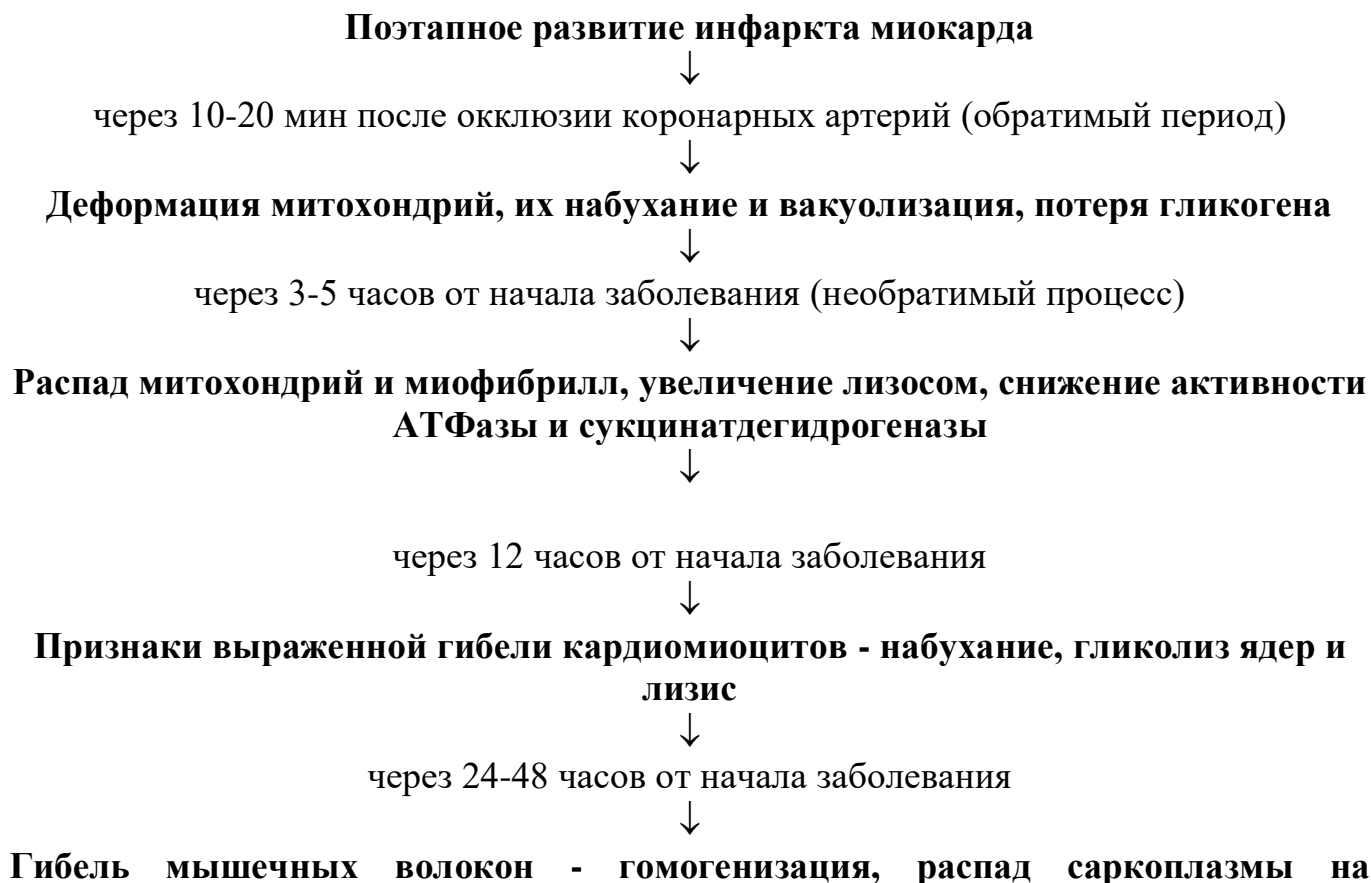 Поэтапное развитие инфаркта миокарда
↓
через 10-20 мин после окклюзии коронарных артерий (обратимый период)
↓
Деформация митохондрий, их набухание и вакуолизация, потеря гликогена
↓
через 3-5 часов от начала заболевания (необратимый процесс)
↓
Распад митохондрий и миофибрилл, увеличение лизосом, снижение активности
АТФазы и сукцинатдегидрогеназы
↓
через 12 часов от начала заболевания
↓
Признаки выраженной гибели кардиомиоцитов - набухание, гликолиз ядер и
лизис
↓
через 24-48 часов от начала заболевания
↓
Гибель мышечных волокон - гомогенизация, распад саркоплазмы на